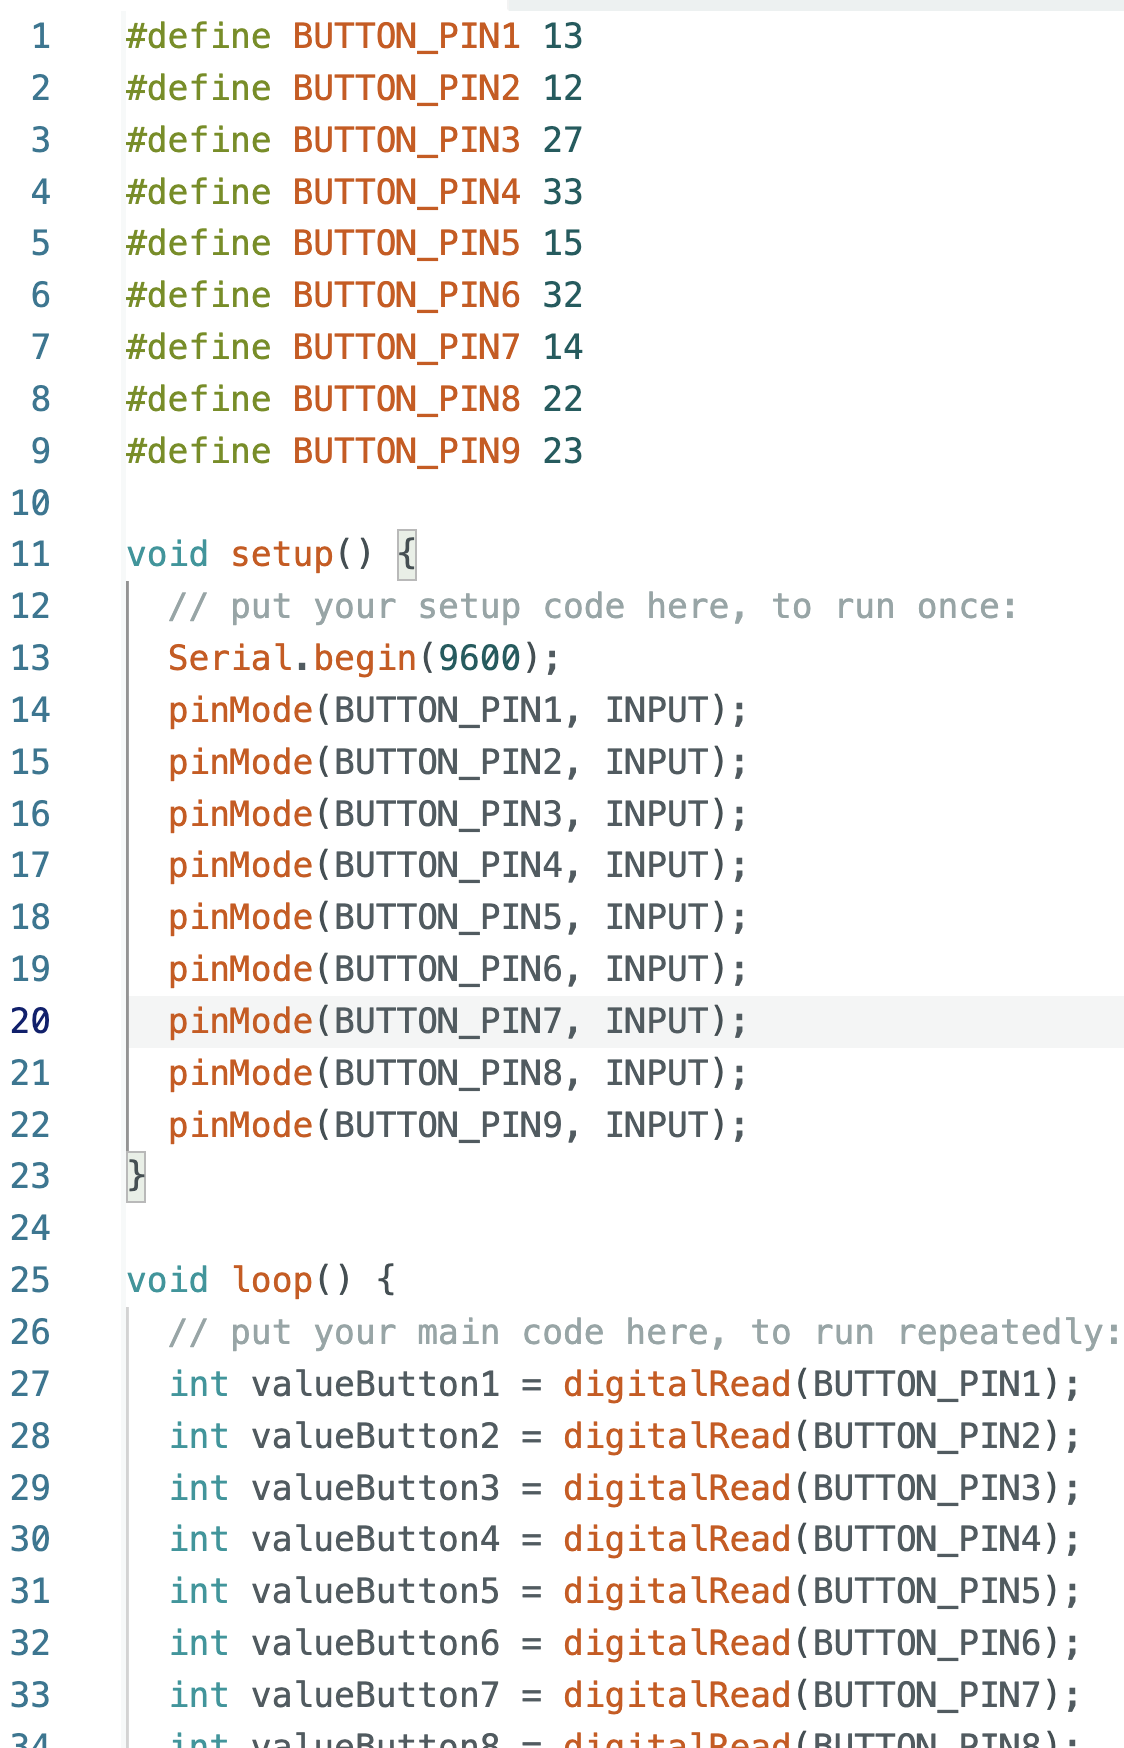 1 #define BUTTON_PIN1 13
2 #define BUTTON_PIN2 12
3 #define BUTTON_PIN3 27
4 #define BUTTON_PIN4 33
5 #define BUTTON_PIN5 15
6 #define BUTTON_PIN6 32
7 #define BUTTON_PIN7 14
8 #define BUTTON_PIN8 22
9 #define BUTTON_PIN9 23
10
11 void setup() {
12 // put your setup code here, to run once:
13 Serial.begin(9600);
14 pinMode(BUTTON_PIN1, INPUT);
15 pinMode(BUTTON_PIN2, INPUT);
16 pinMode(BUTTON_PIN3, INPUT);
17 pinMode(BUTTON_PIN4, INPUT);
18 pinMode(BUTTON_PIN5, INPUT);
19 pinMode(BUTTON_PIN6, INPUT);
20 pinMode(BUTTON_PIN7, INPUT);
21 pinMode(BUTTON_PIN8, INPUT);
22 pinMode(BUTTON_PIN9, INPUT);
23 }
24
25 void loop() {
26 // put your main code here, to run repeatedly:
27 int valueButton1 = digitalRead(BUTTON_PIN1);
28 int valueButton2 = digitalRead(BUTTON_PIN2);
29 int valueButton3 = digitalRead(BUTTON_PIN3);
30 int valueButton4 = digitalRead(BUTTON_PIN4);
31 int valueButton5 = digitalRead(BUTTON_PIN5);
32 int valueButton6 = digitalRead(BUTTON_PIN6);
33 int valueButton7 = digitalRead(BUTTON_PIN7);
34 int valueButton8 = digitalRead(BUTTON_PIN8);